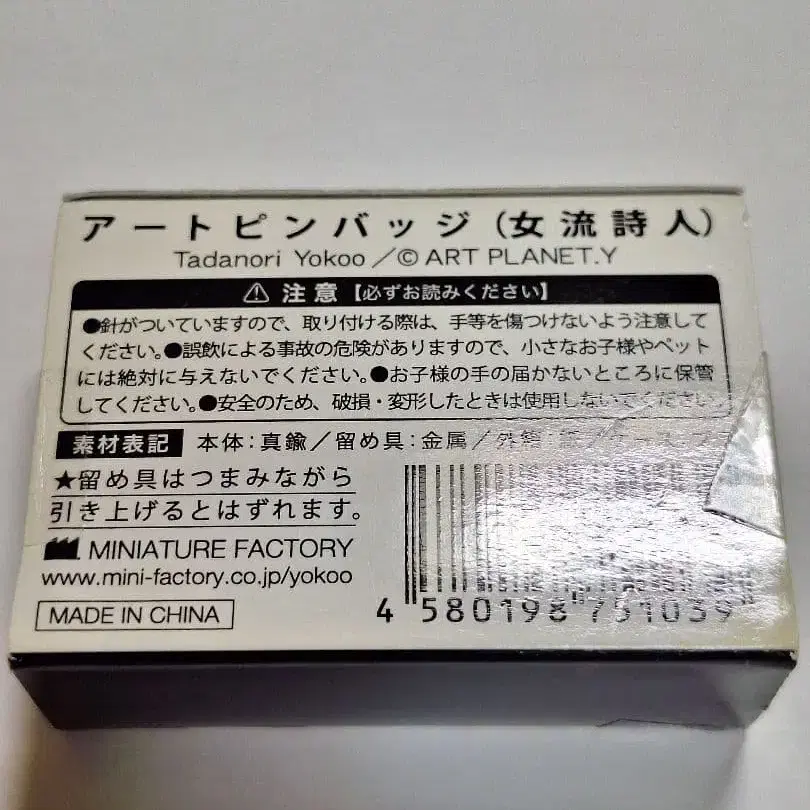 アートピンバッジ（女流詩人）
Tadanori Yokoo／© ART PLANET.Y
注意【必ずお読みください】
●針がついていますので、取り付ける際は、手等を傷つけないよう注意して
ください。●誤飲による事故の危険がありますので、小さなお子様やペット
には絶対に与えないでください。●お子様の手の届かないところに保管
してください。●安全のため、破損・変形したときは使用しないでください
素材表記 本体：真鍮／留め具：金属／外箱：紙／
★留め具はつまみながら
引き上げるとはずれます。
MINIATURE FACTORY
www.mini-factory.co.jp/yokoo
MADE IN CHINA
4 580198 751039